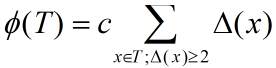 ϕ(T) = c ∑ x∈T;Δ(x)≥2 Δ(x)